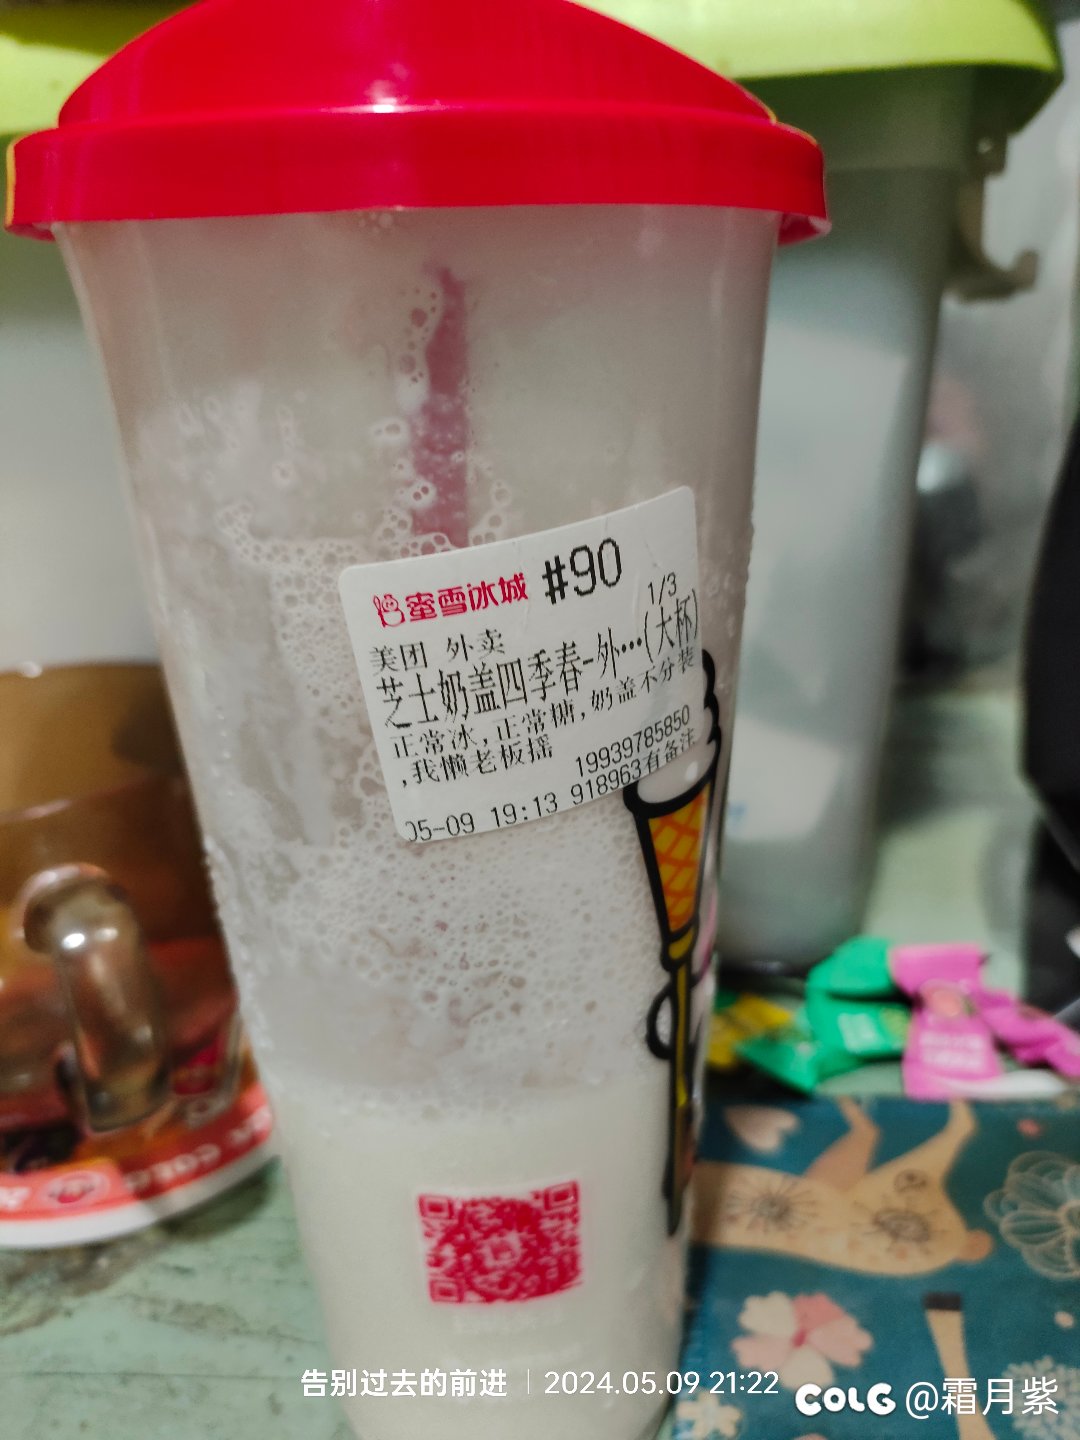 蜜雪冰城 #90
1/3
美团 外卖
芝士奶盖四季春-外…(大杯)
正常冰,正常糖,奶盖不分装
,我懒老板摇 19939785850
05-09 19:13 918963有备注
告别过去的前进 | 2024.05.09 21:22
COLG @霜月紫